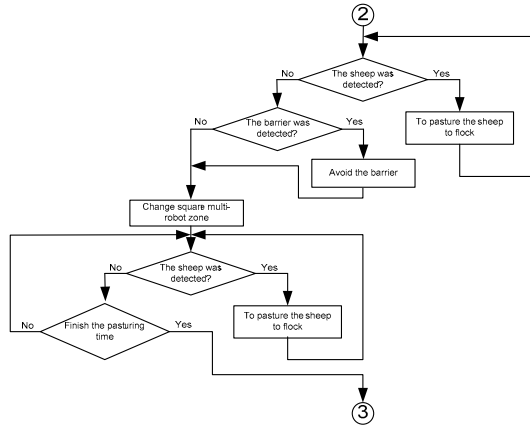 2
The sheep was
detected?
No
Yes
The barrier was
detected?
No
Yes
To pasture the sheep
to flock
Avoid the barrier
Change square multi-
robot zone
The sheep was
detected?
No
Yes
To pasture the sheep
to flock
Finish the pasturing
time
No
Yes
3